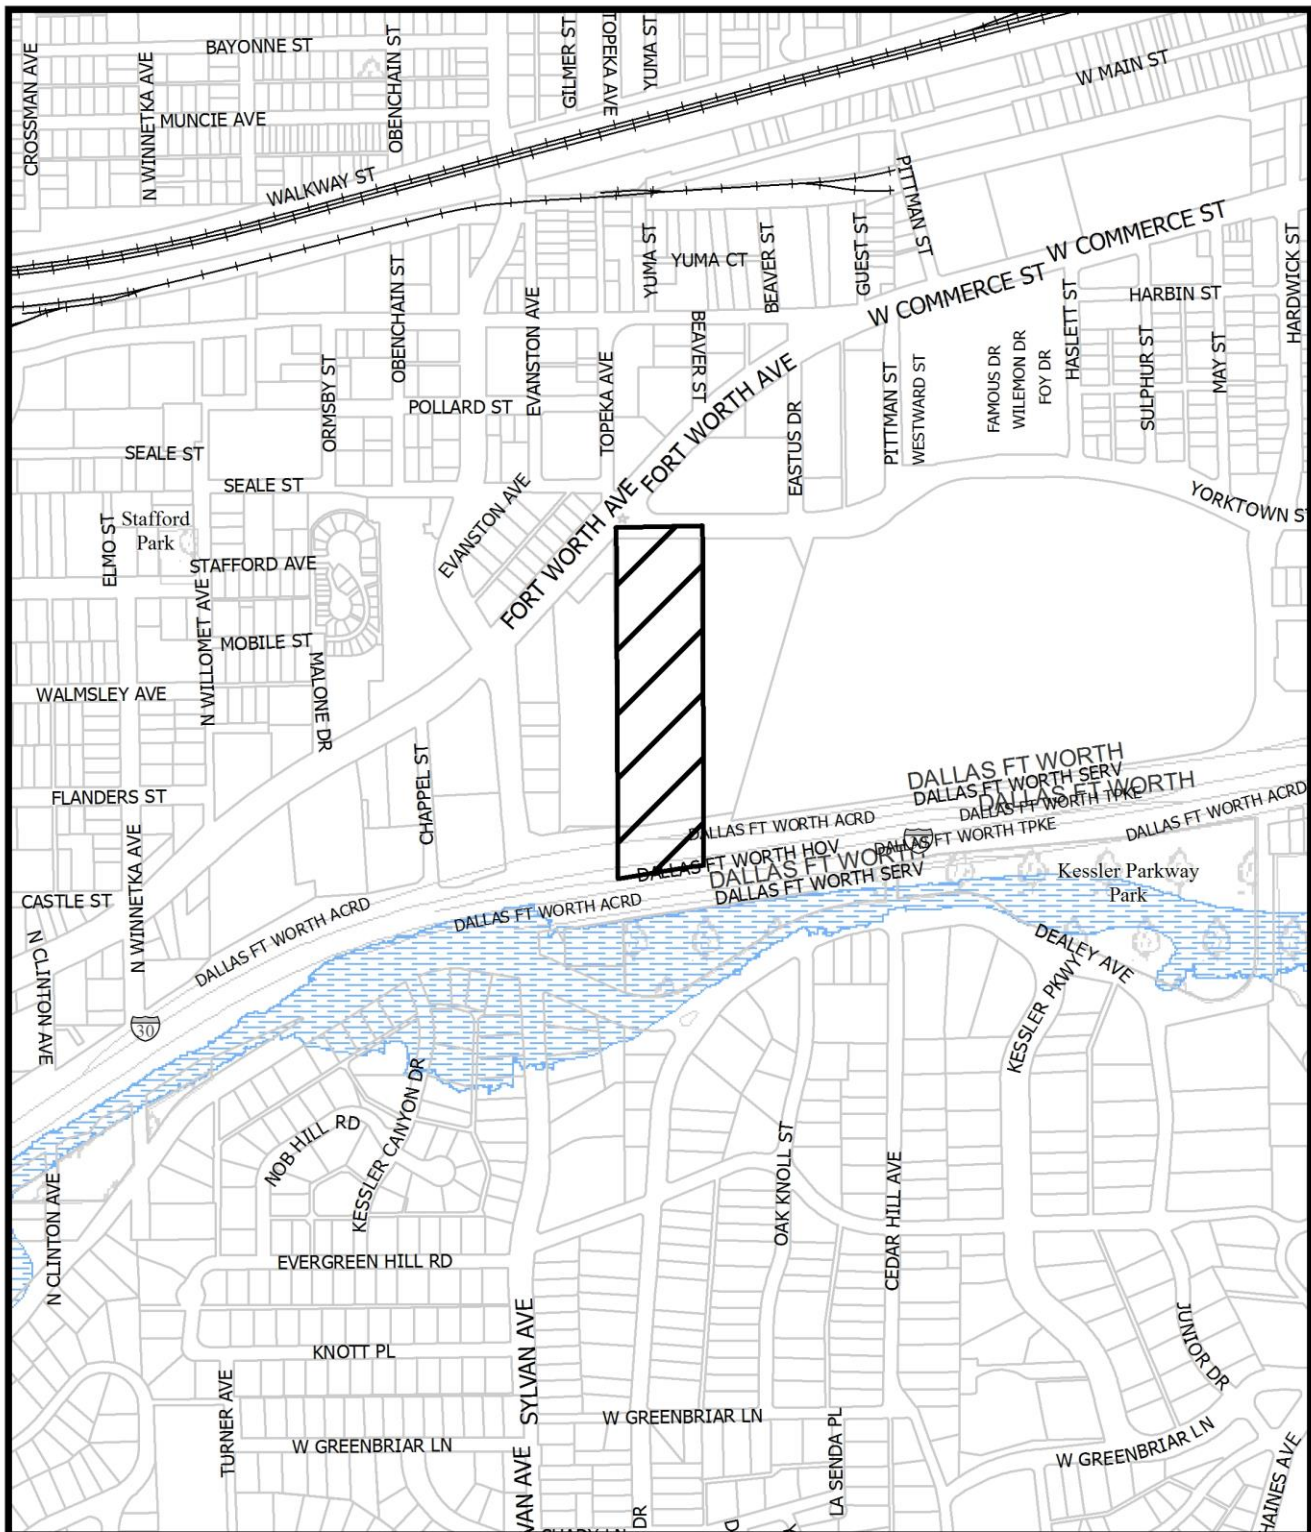 BAYONNE ST
CROSSMAN AVE
N WINNETKA AVE
OBENCHAIN ST
GILMER ST
TOPEKA AVE
YUMA ST
W MAIN ST
MUNCIE AVE
WALKWAY ST
PITTMAN ST
YUMA ST
YUMA CT
BEAVER ST
GUEST ST
W COMMERCE ST
W COMMERCE ST
HARDWICK ST
OBENCHAIN ST
EVANSTON AVE
BEAVER ST
HASLETT ST
HARBIN ST
ORMSBY ST
TOPEKA AVE
FORT WORTH AVE
PITTMAN ST
WESTWARD ST
FAMOUS DR
WILEMON DR
FOY DR
SULPHUR ST
MAY ST
POLLARD ST
EASTUS DR
SEALE ST
SEALE ST
YORKTOWN ST
ELMO ST
Stafford
Park
EVANSTON AVE
FORT WORTH AVE
STAFFORD AVE
N WILLOMET AVE
MOBILE ST
MALONE DR
WALMSLEY AVE
CHAPPEL ST
FLANDERS ST
DALLAS FT WORTH
DALLAS FT WORTH SERV
DALLAS FT WORTH
DALLAS FT WORTH TPKE
DALLAS FT WORTH ACRD
DALLAS FT WORTH ACRD
DALLAS FT WORTH TPKE
DALLAS FT WORTH HOV
DALLAS FT WORTH
DALLAS FT WORTH SERV
Kessler Parkway
Park
N WINNETKA AVE
CASTLE ST
DALLAS FT WORTH ACRD
DALLAS FT WORTH ACRD
N CLINTON AVE
30
DEALEY AVE
KESSLER PKWY
NOB HILL RD
KESSLER CANYON DR
OAK KNOLL ST
CEDAR HILL AVE
N CLINTON AVE
EVERGREEN HILL RD
SYLVAN AVE
JUNIOR DR
KNOTT PL
TURNER AVE
W GREENBRIAR LN
W GREENBRIAR LN
LA SENDA PL
W GREENBRIAR LN
HAINES AVE
VAN AVE
DR